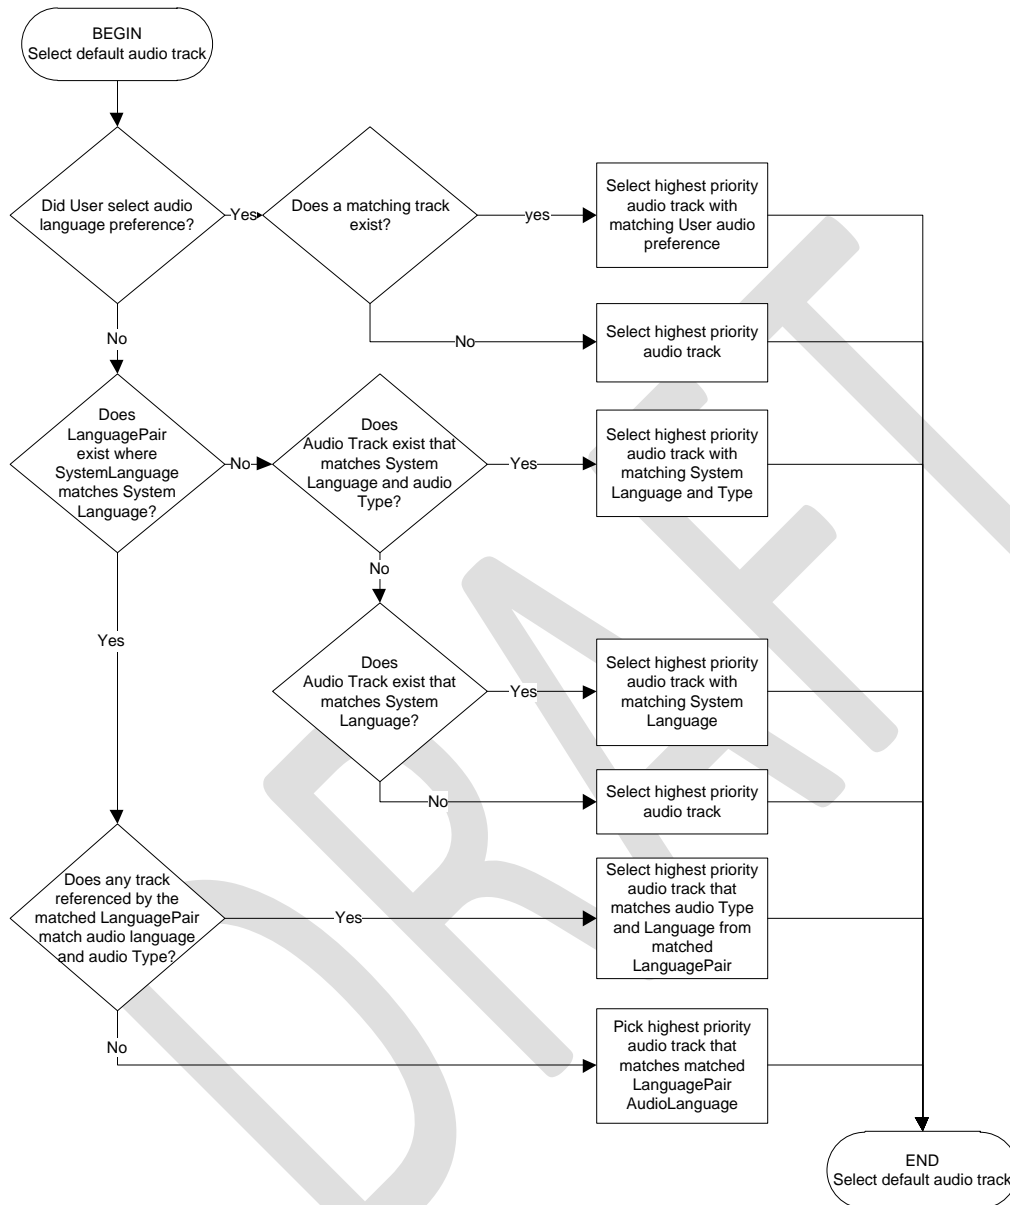 BEGIN
Select default audio track
Did User select audio
language preference?
Yes
Does a matching track
exist?
yes
Select highest priority
audio track with
matching User audio
preference
No
No
Select highest priority
audio track
Does
LanguagePair
exist where
SystemLanguage
matches System
Language?
No
Does
Audio Track exist that
matches System
Language and audio
Type?
Yes
Select highest priority
audio track with
matching System
Language and Type
No
Yes
Does
Audio Track exist that
matches System
Language?
Yes
Select highest priority
audio track with
matching System
Language
No
Select highest priority
audio track
Does any track
referenced by the
matched LanguagePair
match audio language
and audio Type?
Yes
Select highest priority
audio track that
matches audio Type
and Language from
matched
LanguagePair
No
Pick highest priority
audio track that
matches matched
LanguagePair
AudioLanguage
END
Select default audio track
DRAFT